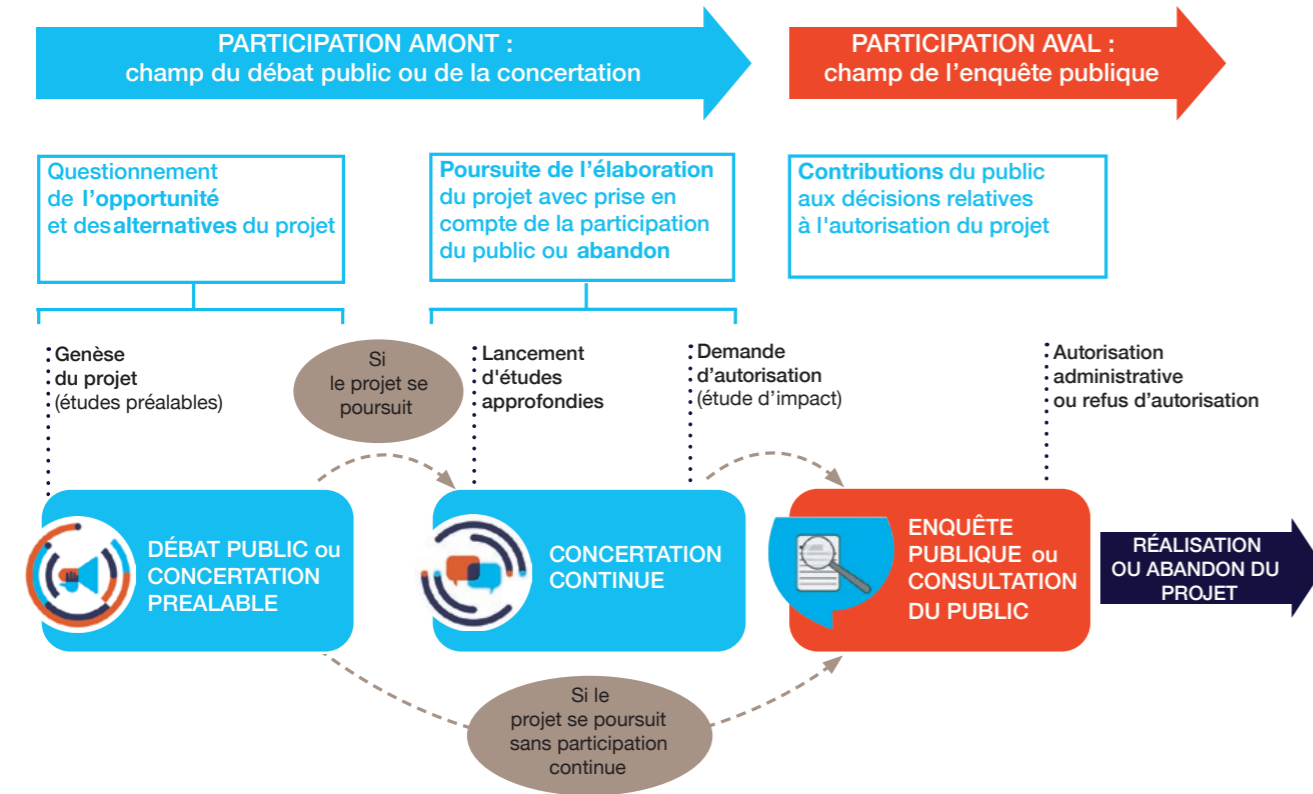 PARTICIPATION AMONT :
champ du débat public ou de la concertation
PARTICIPATION AVAL :
champ de l'enquête publique
Questionnement
de l'opportunité
et des alternatives du projet
Poursuite de l'élaboration
du projet avec prise en
compte de la participation
du public ou abandon
Contributions du public
aux décisions relatives
à l'autorisation du projet
Genèse
du projet
(études préalables)
Si
le projet se
poursuit
Lancement
d'études
approfondies
Demande
d'autorisation
(étude d'impact)
Autorisation
administrative
ou refus d'autorisation
DÉBAT PUBLIC ou
CONCERTATION
PREALABLE
CONCERTATION
CONTINUE
ENQUÊTE
PUBLIQUE ou
CONSULTATION
DU PUBLIC
RÉALISATION
OU ABANDON DU
PROJET
Si le
projet se poursuit
sans participation
continue